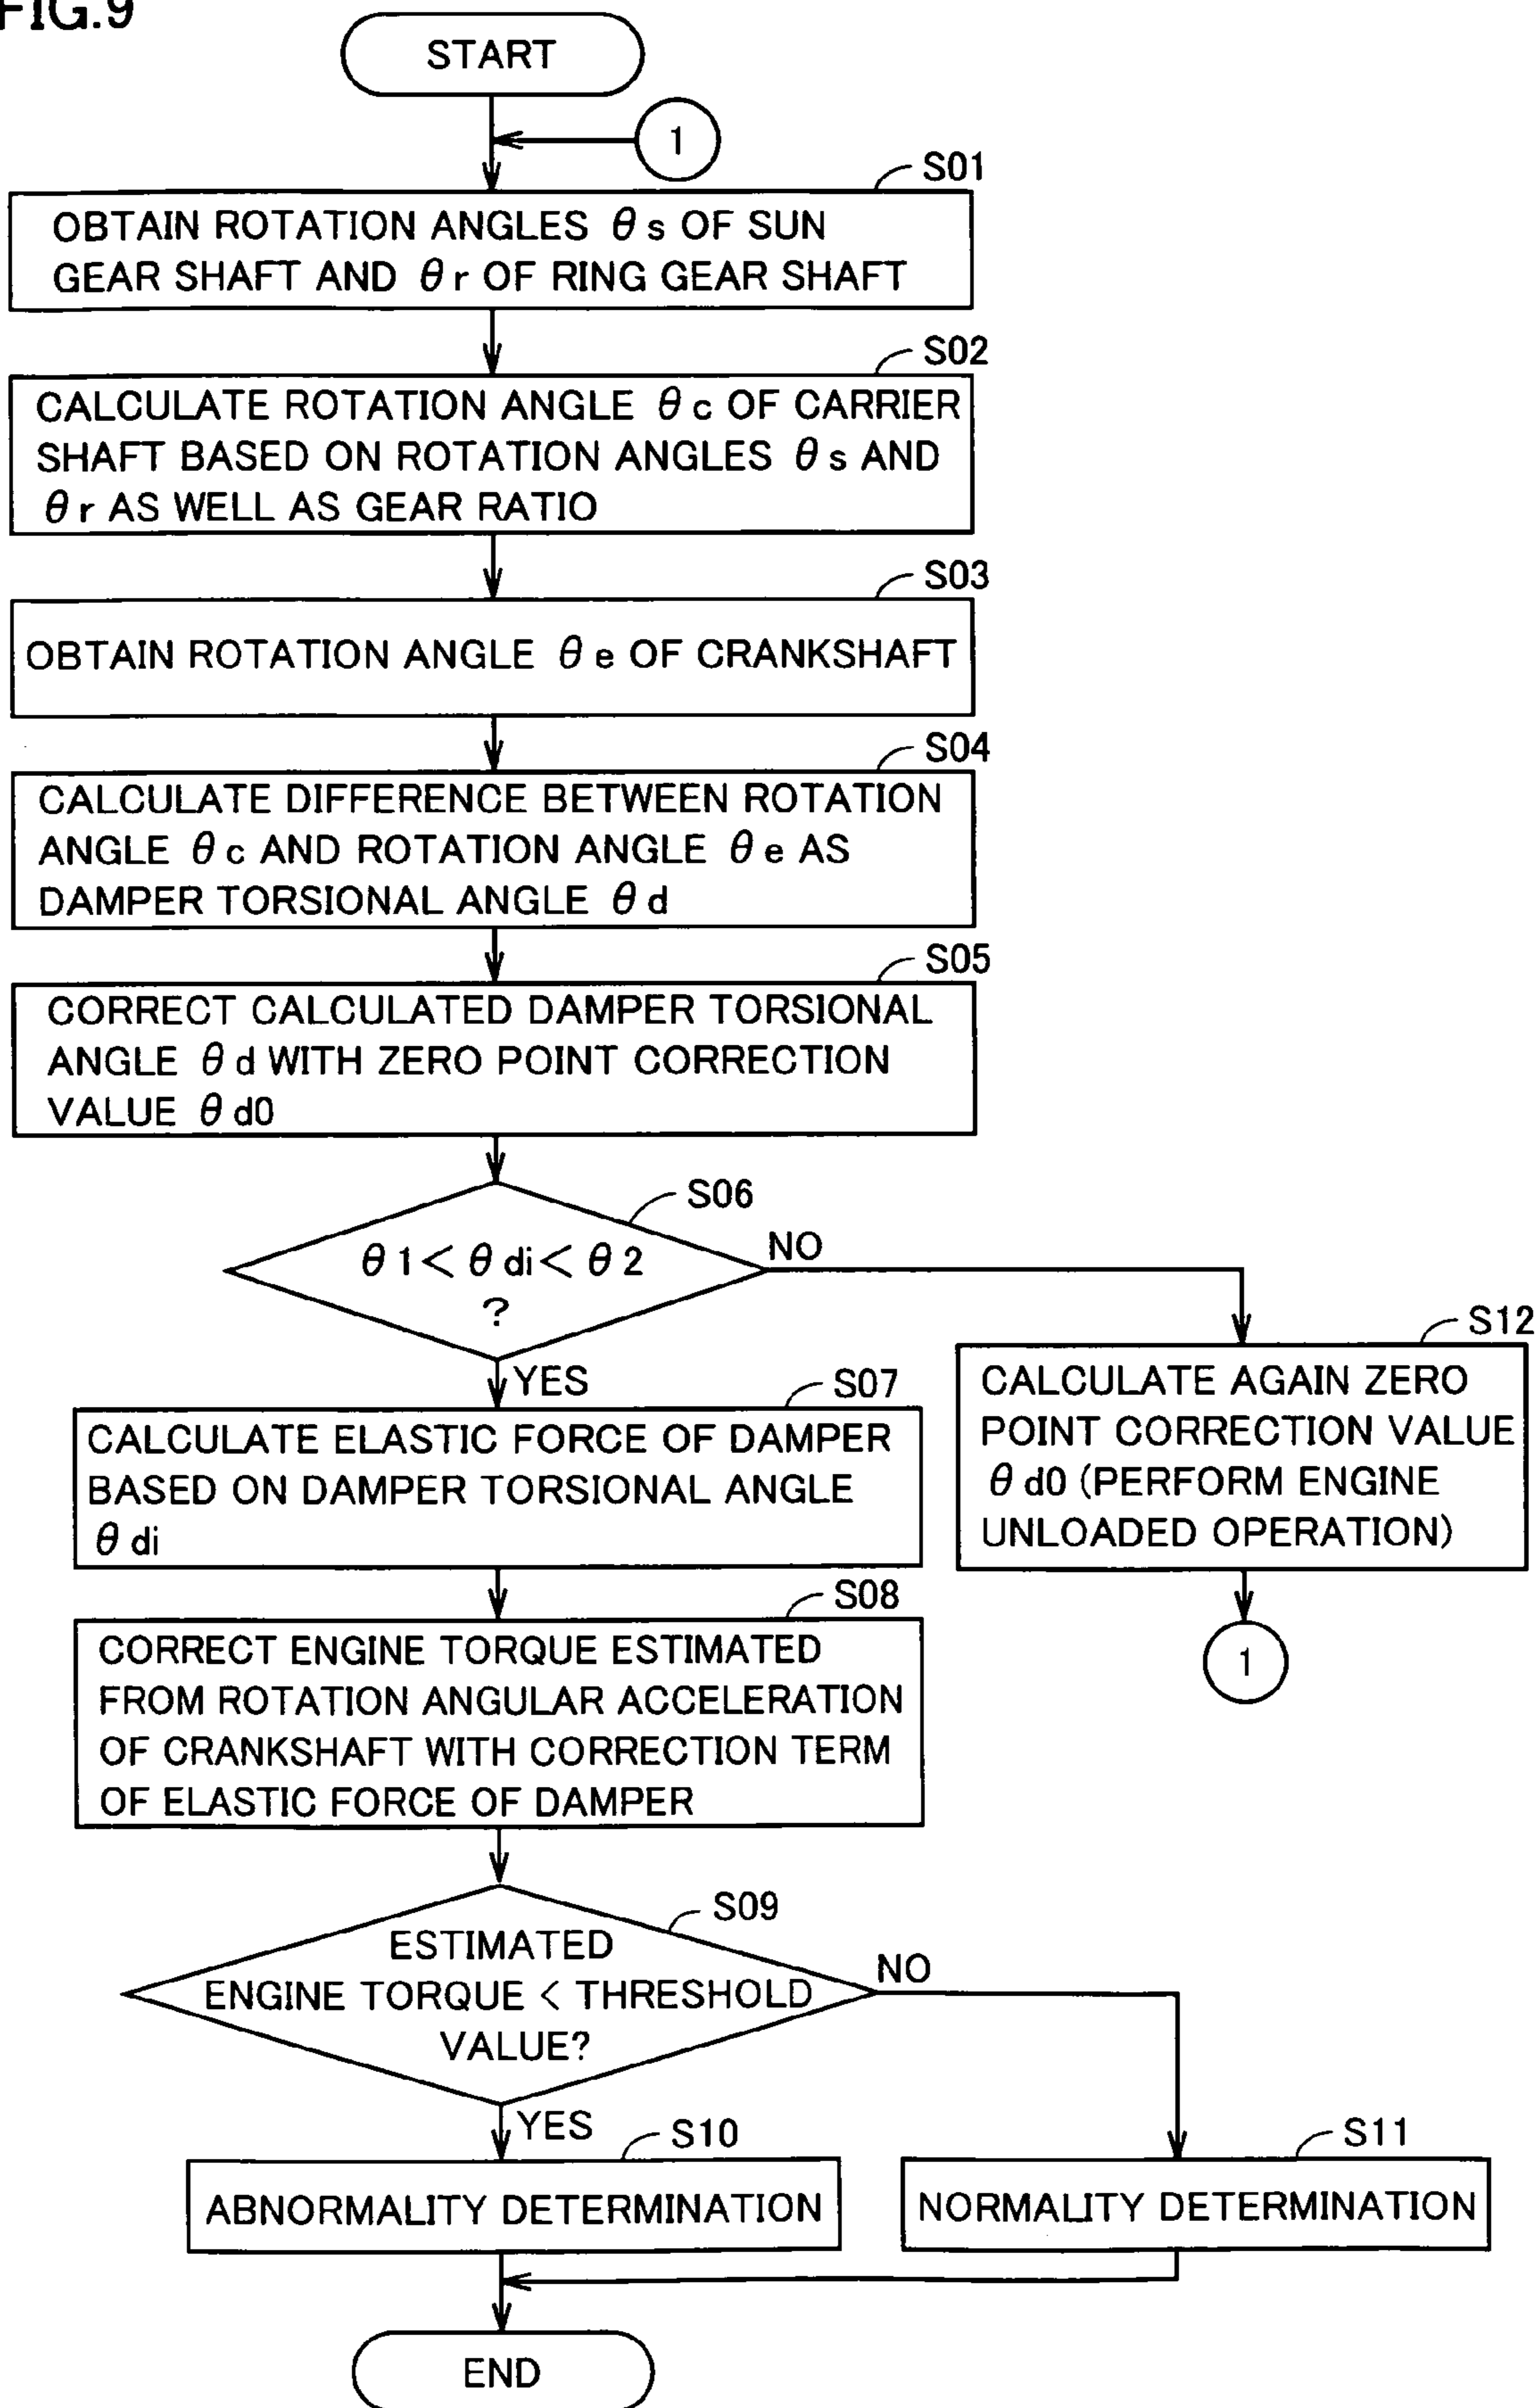 FIG.9
START
1
S01
OBTAIN ROTATION ANGLES θs OF SUN
GEAR SHAFT AND θr OF RING GEAR SHAFT
S02
CALCULATE ROTATION ANGLE θc OF CARRIER
SHAFT BASED ON ROTATION ANGLES θs AND
θr AS WELL AS GEAR RATIO
S03
OBTAIN ROTATION ANGLE θe OF CRANKSHAFT
S04
CALCULATE DIFFERENCE BETWEEN ROTATION
ANGLE θc AND ROTATION ANGLE θe AS
DAMPER TORSIONAL ANGLE θd
S05
CORRECT CALCULATED DAMPER TORSIONAL
ANGLE θd WITH ZERO POINT CORRECTION
VALUE θd0
S06
θ1<θdi<θ2
?
NO
YES
S12
CALCULATE AGAIN ZERO
POINT CORRECTION VALUE
θd0 (PERFORM ENGINE
UNLOADED OPERATION)
1
S07
CALCULATE ELASTIC FORCE OF DAMPER
BASED ON DAMPER TORSIONAL ANGLE
θdi
S08
CORRECT ENGINE TORQUE ESTIMATED
FROM ROTATION ANGULAR ACCELERATION
OF CRANKSHAFT WITH CORRECTION TERM
OF ELASTIC FORCE OF DAMPER
S09
ESTIMATED
ENGINE TORQUE < THRESHOLD
VALUE?
NO
YES
S10
ABNORMALITY DETERMINATION
S11
NORMALITY DETERMINATION
END